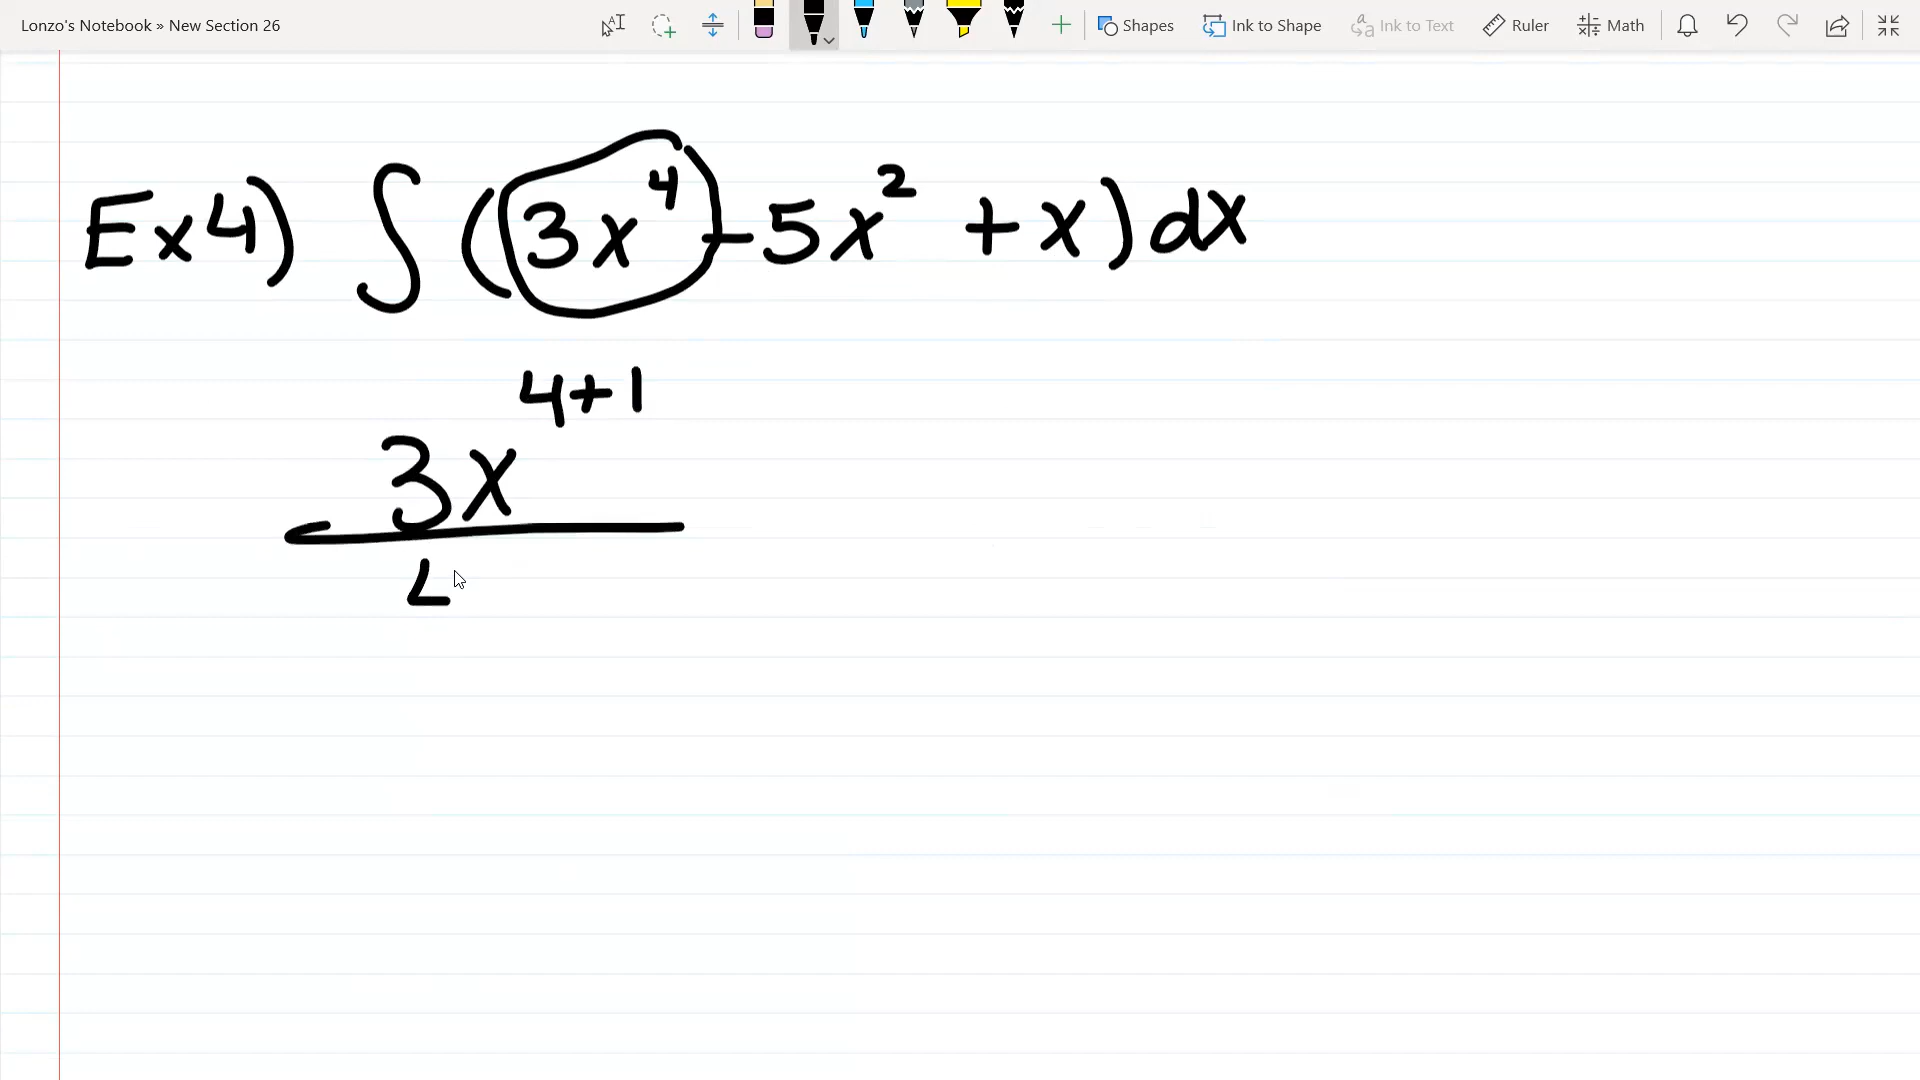 Lonzo's Notebook » New Section 26 Shapes Ink to Shape Ink to Text Ruler Math
Ex4) ∫(3x⁴ - 5x² + x)dx
4+1
3x